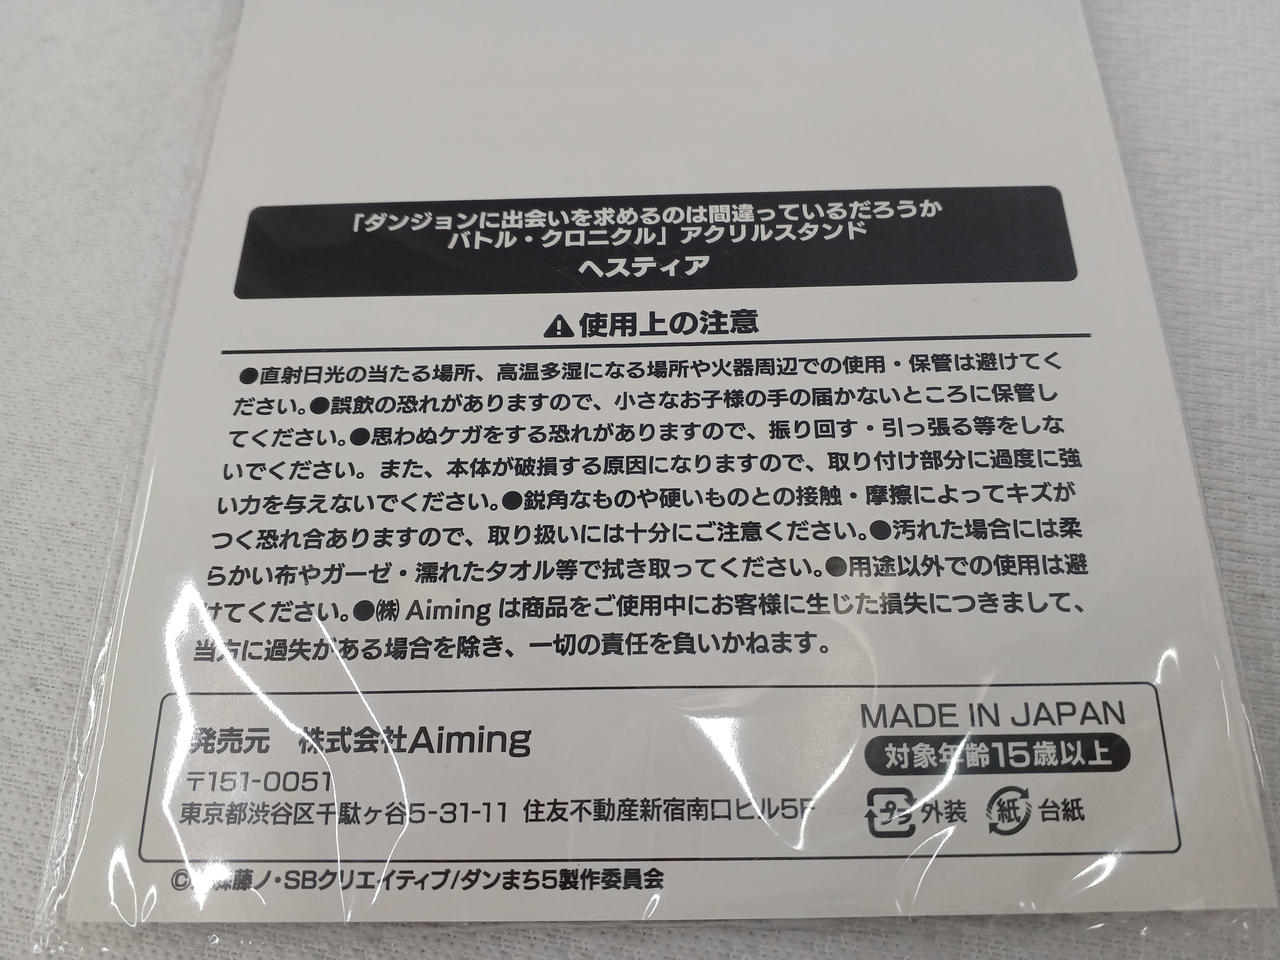 「ダンジョンに出会いを求めるのは間違っているだろうか
バトル・クロニクル」アクリルスタンド
ヘスティア
使用上の注意
●直射日光の当たる場所、高温多湿になる場所や火器周辺での使用・保管は避けてく
ださい。●誤飲の恐れがありますので、小さなお子様の手の届かないところに保管し
てください。●思わぬケガをする恐れがありますので、振り回す・引っ張る等をしな
いでください。また、本体が破損する原因になりますので、取り付け部分に過度に強
い力を与えないでください。●鋭角なものや硬いものとの接触・摩擦によってキズが
つく恐れ合ありますので、取り扱いには十分にご注意ください。●汚れた場合には柔
らかい布やガーゼ・濡れたタオル等で拭き取ってください。●用途以外での使用は避
けてください。●㈱ Aiming は商品をご使用中にお客様に生じた損失につきまして、
当方に過失がある場合を除き、一切の責任を負いかねます。
発売元 株式会社Aiming
〒151-0051
東京都渋谷区千駄ヶ谷5-31-11 住友不動産新宿南口ビル5F
MADE IN JAPAN
対象年齢15歳以上
プラ 外装 紙 台紙
© 藤ノ・SBクリエイティブ/ダンまち5製作委員会